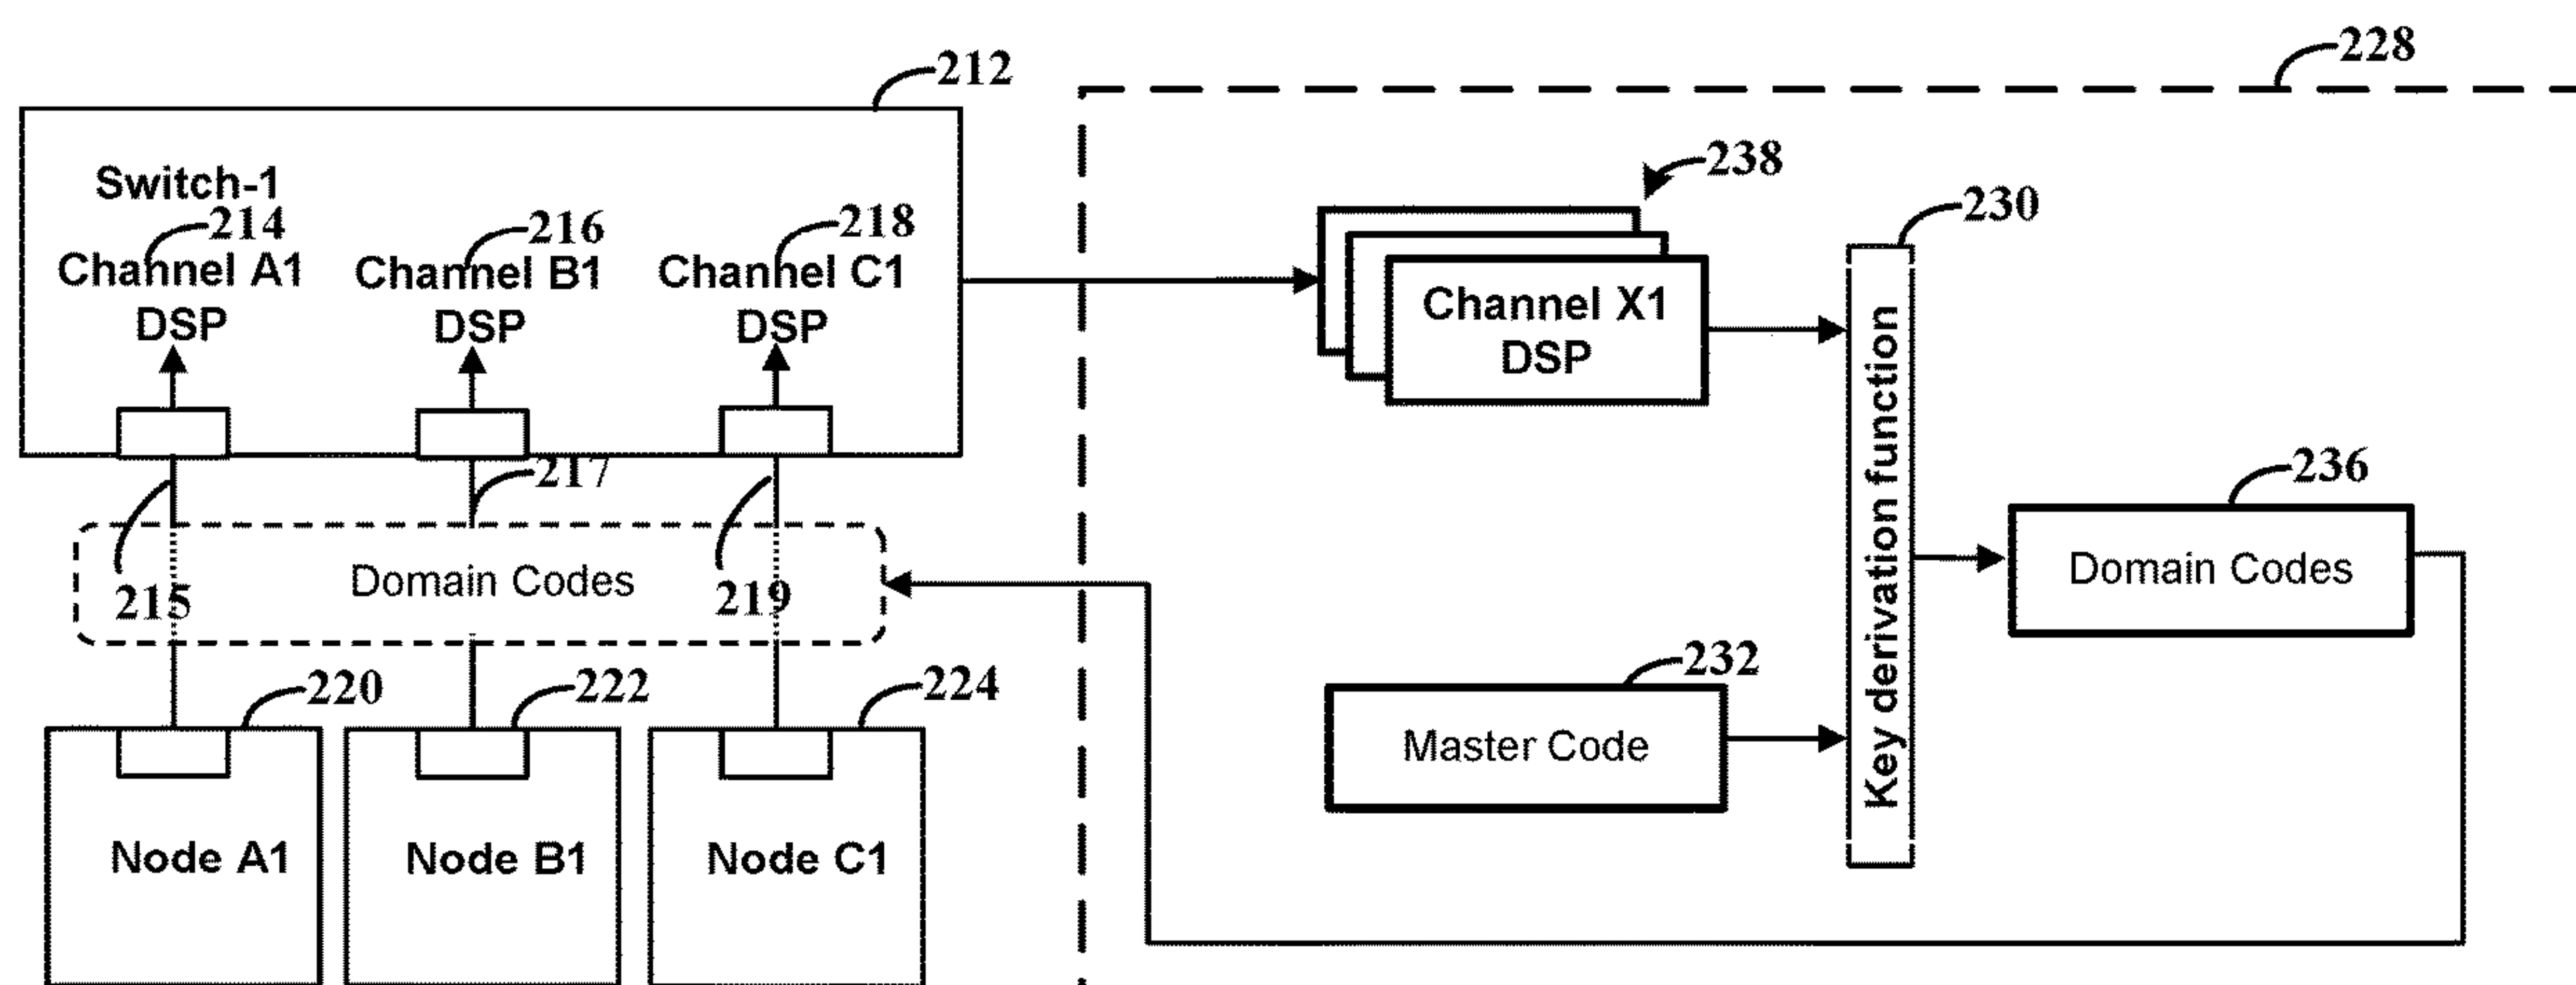 212
228
Switch-1
214
216
218
Channel A1
DSP
Channel B1
DSP
Channel C1
DSP
238
230
Channel X1
DSP
Key derivation function
217
215
Domain Codes
219
236
Domain Codes
232
Master Code
220
222
224
Node A1
Node B1
Node C1